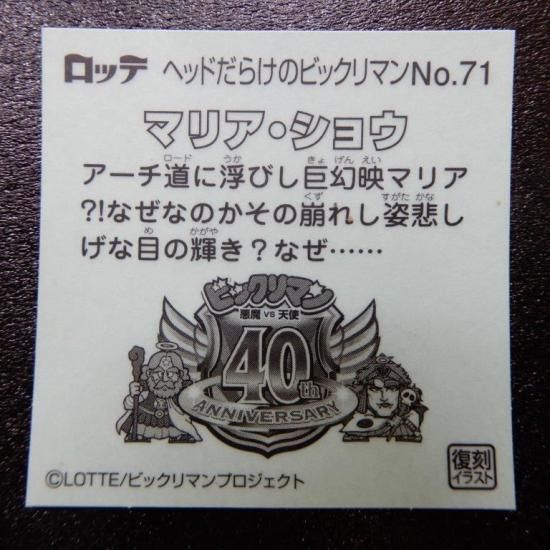 ロッテ ヘッドだらけのビックリマンNo.71
マリア・ショウ
アーチ道に浮びし巨幻映マリア
?!なぜなのかその崩れし姿悲し
げな目の輝き?なぜ……
ロード うか きょ げん えい
くず すがた かな
め かがや
ビックリマン
悪魔 VS 天使
40th
ANNIVERSARY
©LOTTE/ビックリマンプロジェクト
復刻
イラスト